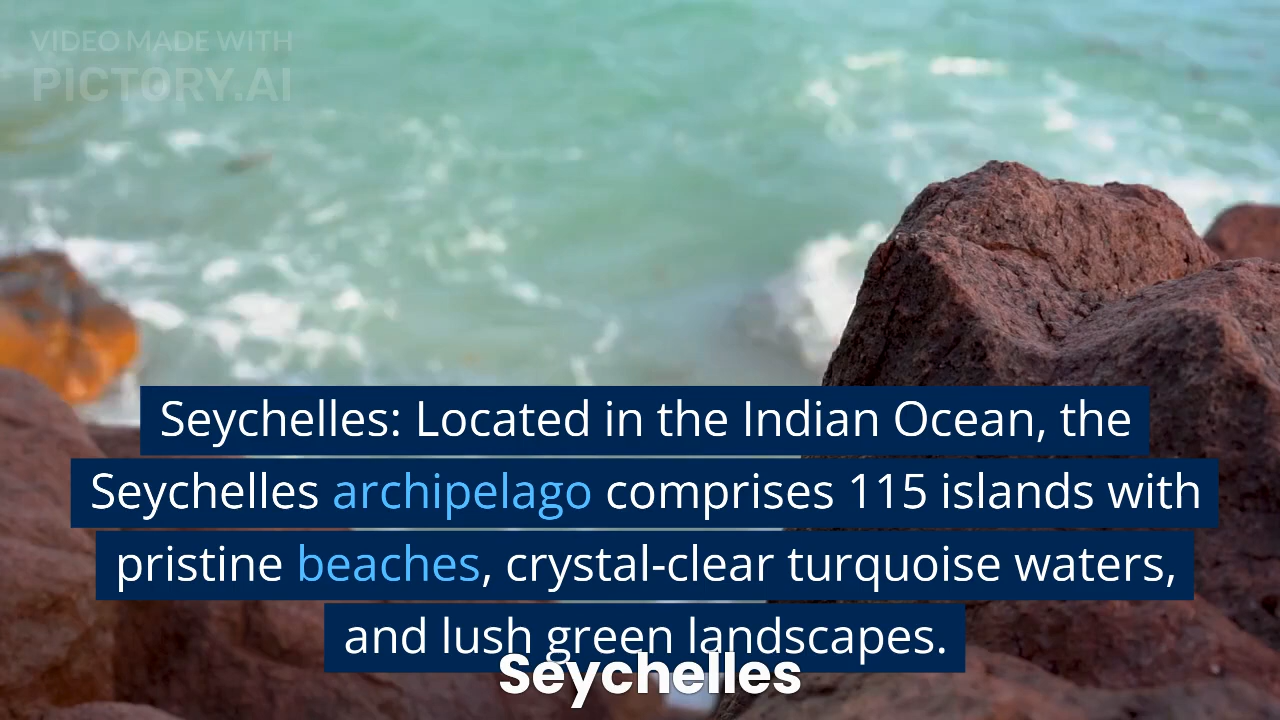 VIDEO MADE WITH
PICTORY.AI
Seychelles: Located in the Indian Ocean, the
Seychelles archipelago comprises 115 islands with
pristine beaches, crystal-clear turquoise waters,
and lush green landscapes.
Seychelles